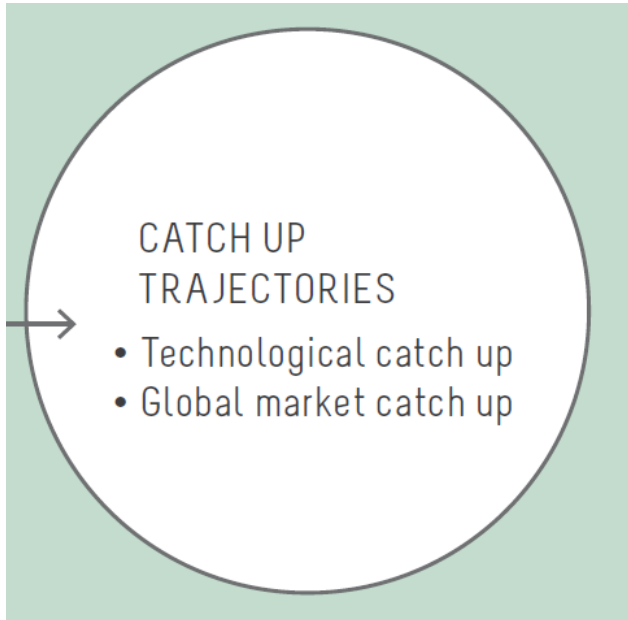 CATCH UP
TRAJECTORIES
• Technological catch up
• Global market catch up